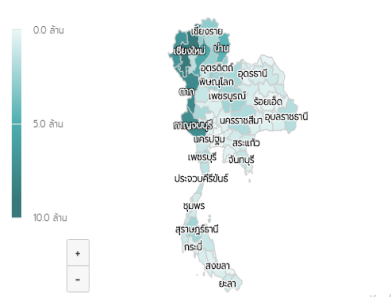 0.0 ล้าน
5.0 ล้าน
10.0 ล้าน
เชียงราย
เชียงใหม่
น่าน
อุตรดิตถ์
อุดรธานี
พิษณุโลก
ตาก
เพชรบูรณ์
ร้อยเอ็ด
กาญจนบุรี
นครราชสีมา
อุบลราชธานี
นครปฐม
สระแก้ว
เพชรบุรี
จันทบุรี
ประจวบคีรีขันธ์
ชุมพร
สุราษฎร์ธานี
กระบี่
สงขลา
ยะลา
+
-